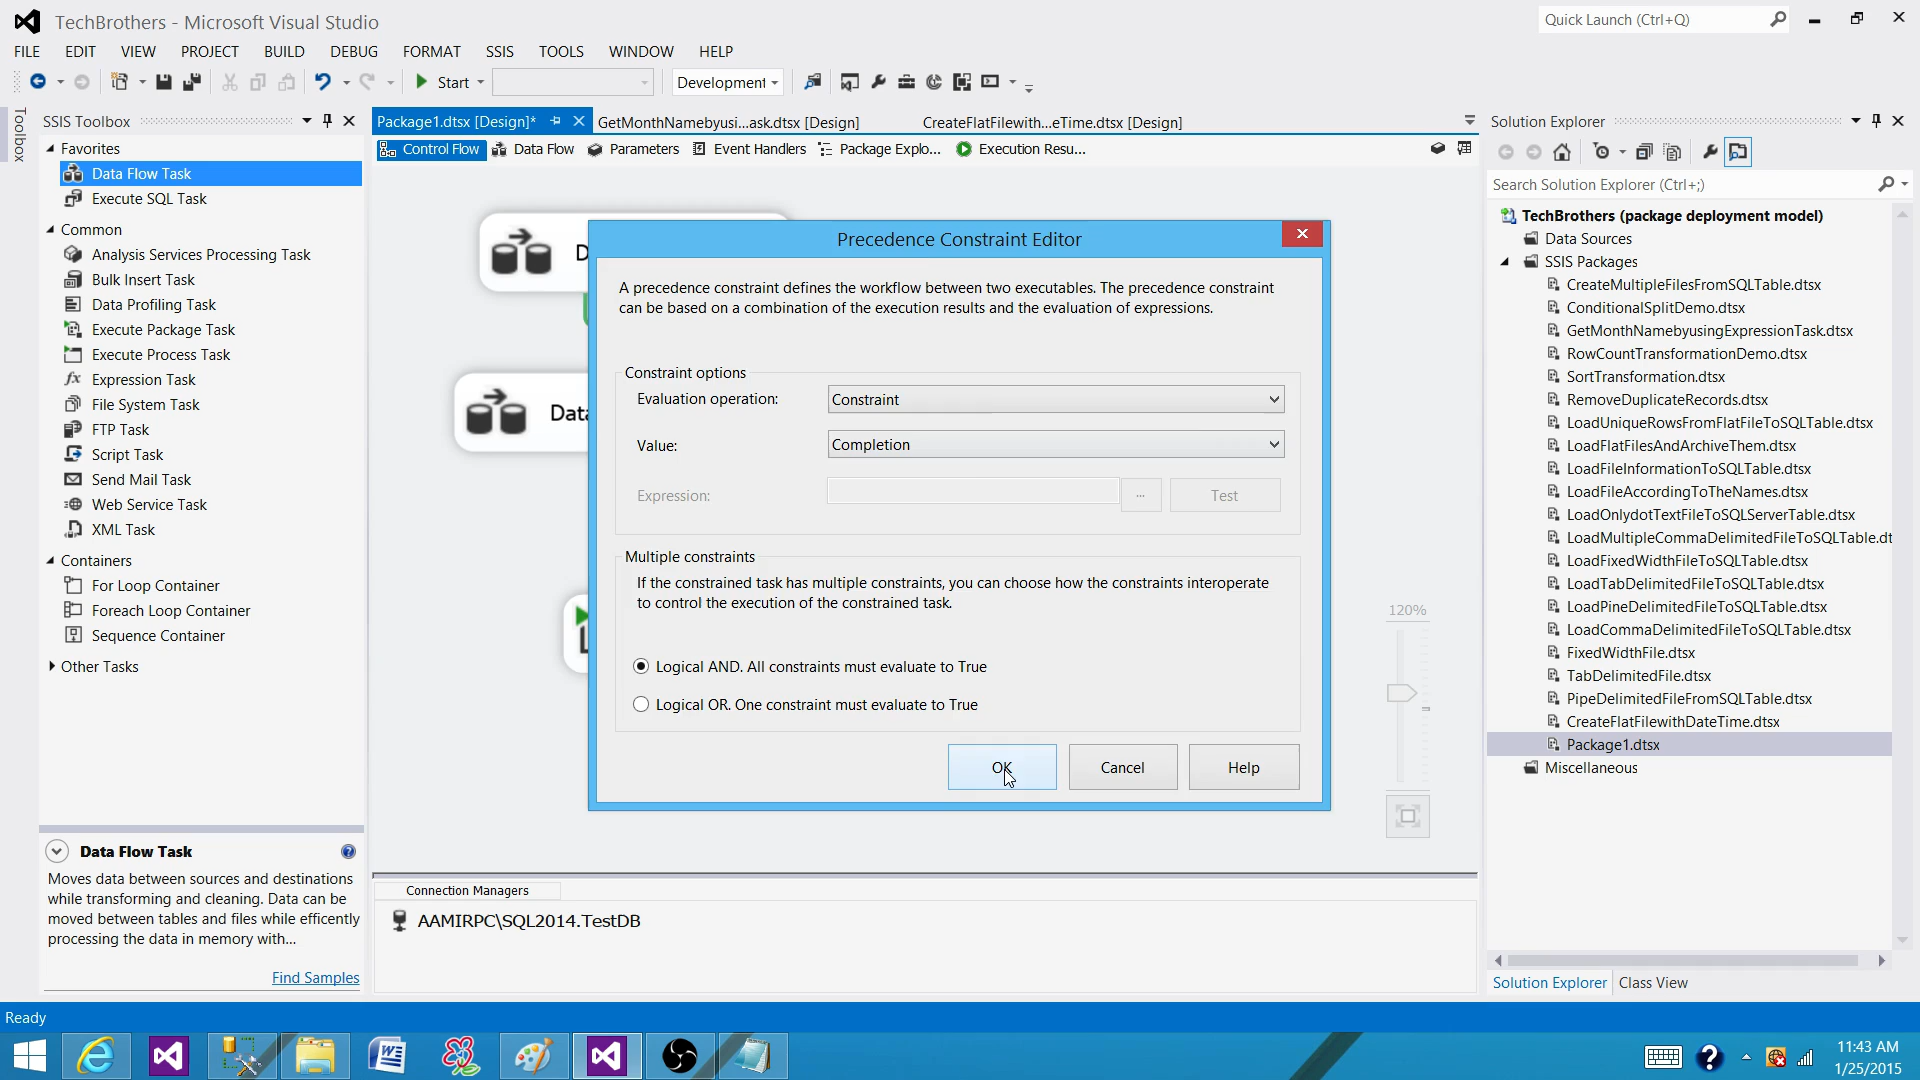 TechBrothers - Microsoft Visual Studio
Quick Launch (Ctrl+Q)
FILE EDIT VIEW PROJECT BUILD DEBUG FORMAT SSIS TOOLS WINDOW HELP
Start Development
Toolbox
SSIS Toolbox
Favorites
Data Flow Task
Execute SQL Task
Common
Analysis Services Processing Task
Bulk Insert Task
Data Profiling Task
Execute Package Task
Execute Process Task
Expression Task
File System Task
FTP Task
Script Task
Send Mail Task
Web Service Task
XML Task
Containers
For Loop Container
Foreach Loop Container
Sequence Container
Other Tasks
Data Flow Task
Moves data between sources and destinations
while transforming and cleaning. Data can be
moved between tables and files while efficently
processing the data in memory with...
Find Samples
Package1.dtsx [Design]* GetMonthNamebyusi...ask.dtsx [Design] CreateFlatFilewith...eTime.dtsx [Design]
Control Flow Data Flow Parameters Event Handlers Package Explo... Execution Resu...
D
Data
Precedence Constraint Editor
A precedence constraint defines the workflow between two executables. The precedence constraint
can be based on a combination of the execution results and the evaluation of expressions.
Constraint options
Evaluation operation: Constraint
Value: Completion
Expression: ... Test
Multiple constraints
If the constrained task has multiple constraints, you can choose how the constraints interoperate
to control the execution of the constrained task.
Logical AND. All constraints must evaluate to True
Logical OR. One constraint must evaluate to True
OK Cancel Help
120%
Connection Managers
AAMIRPC\SQL2014.TestDB
Solution Explorer
Search Solution Explorer (Ctrl+;)
TechBrothers (package deployment model)
Data Sources
SSIS Packages
CreateMultipleFilesFromSQLTable.dtsx
ConditionalSplitDemo.dtsx
GetMonthNamebyusingExpressionTask.dtsx
RowCountTransformationDemo.dtsx
SortTransformation.dtsx
RemoveDuplicateRecords.dtsx
LoadUniqueRowsFromFlatFileToSQLTable.dtsx
LoadFlatFilesAndArchiveThem.dtsx
LoadFileInformationToSQLTable.dtsx
LoadFileAccordingToTheNames.dtsx
LoadOnlydotTextFileToSQLServerTable.dtsx
LoadMultipleCommaDelimitedFileToSQLTable.dt
LoadFixedWidthFileToSQLTable.dtsx
LoadTabDelimitedFileToSQLTable.dtsx
LoadPineDelimitedFileToSQLTable.dtsx
LoadCommaDelimitedFileToSQLTable.dtsx
FixedWidthFile.dtsx
TabDelimitedFile.dtsx
PipeDelimitedFileFromSQLTable.dtsx
CreateFlatFilewithDateTime.dtsx
Package1.dtsx
Miscellaneous
Solution Explorer Class View
Ready
11:43 AM
1/25/2015